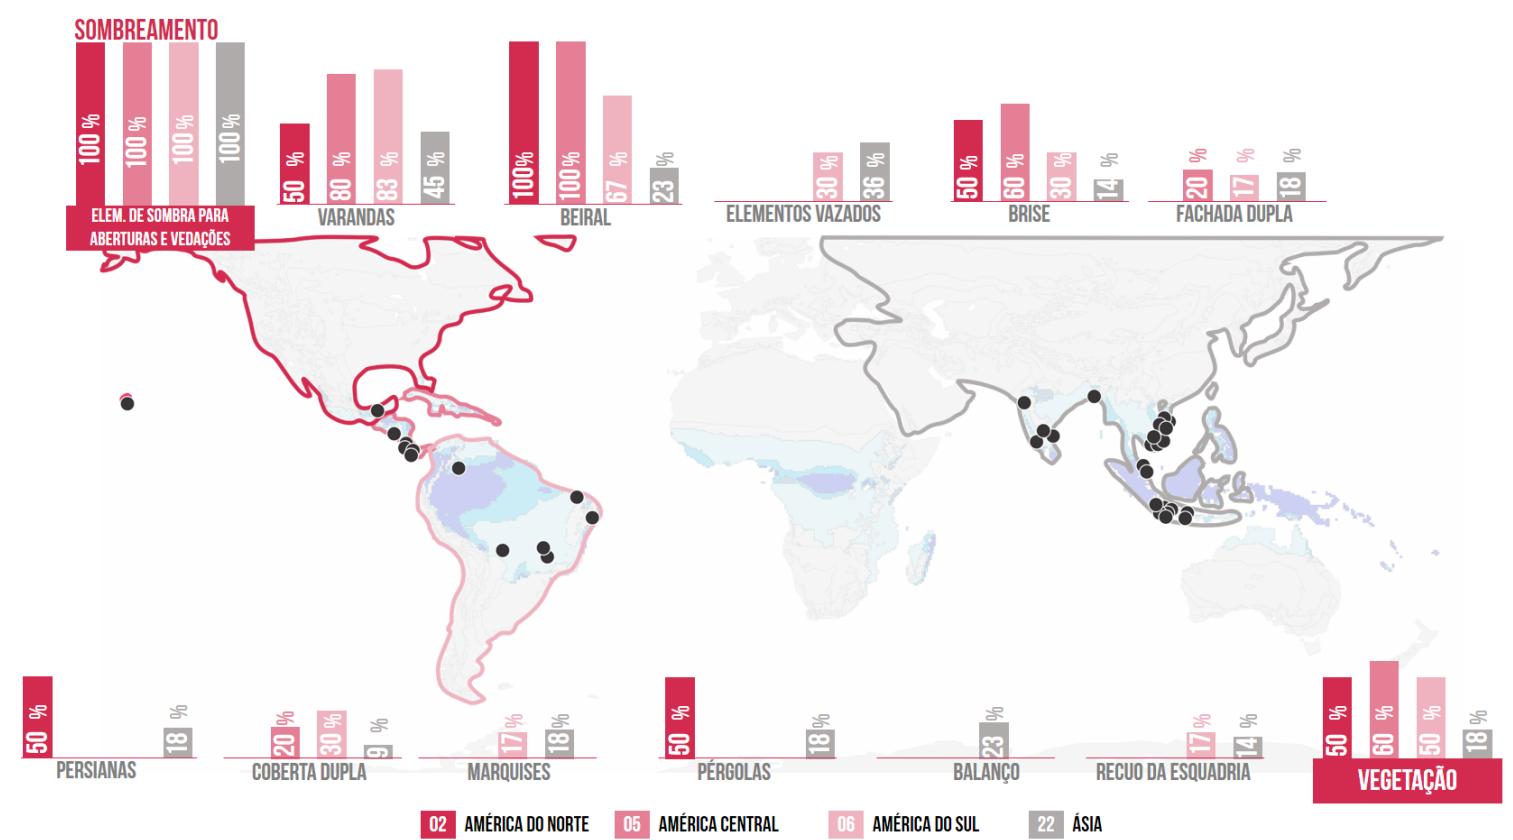 SOMBREAMENTO
100 %
100 %
100 %
100 %
ELEM. DE SOMBRA PARA
ABERTURAS E VEDAÇÕES
50 %
80 %
83 %
45 %
VARANDAS
100%
100 %
67 %
23 %
BEIRAL
30 %
36 %
ELEMENTOS VAZADOS
50 %
60 %
30 %
14 %
BRISE
20 %
17 %
18 %
FACHADA DUPLA
50 %
18 %
PERSIANAS
20 %
30 %
9 %
COBERTA DUPLA
17 %
18 %
MARQUISES
50 %
18 %
PÉRGOLAS
23 %
BALANÇO
17 %
14 %
RECUO DA ESQUADRIA
50 %
60 %
50 %
18 %
VEGETAÇÃO
02 AMÉRICA DO NORTE
05 AMÉRICA CENTRAL
06 AMÉRICA DO SUL
22 ÁSIA